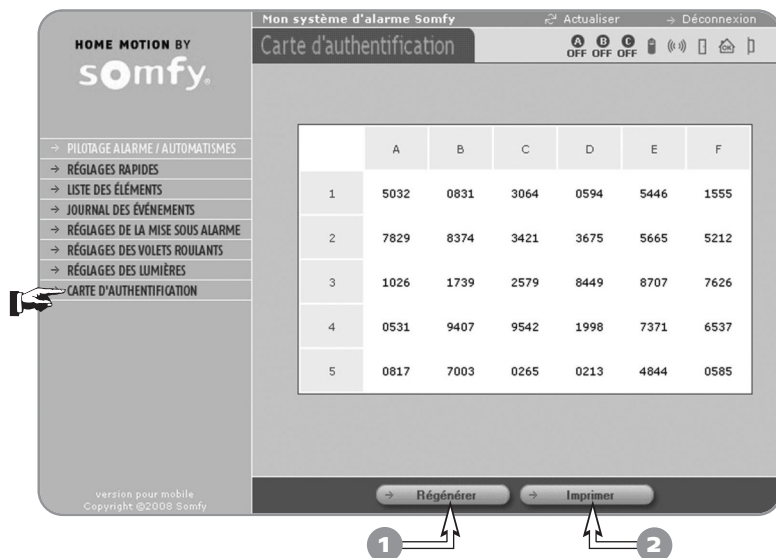 Mon système d'alarme Somfy
Actualiser
Déconnexion
HOME MOTION BY
somfy.
Carte d'authentification
A B C
OFF OFF OFF
OK
PILOTAGE ALARME / AUTOMATISMES
RÉGLAGES RAPIDES
LISTE DES ÉLÉMENTS
JOURNAL DES ÉVÉNEMENTS
RÉGLAGES DE LA MISE SOUS ALARME
RÉGLAGES DES VOLETS ROULANTS
RÉGLAGES DES LUMIÈRES
CARTE D'AUTHENTIFICATION
A B C D E F
1 5032 0831 3064 0594 5446 1555
2 7829 8374 3421 3675 5665 5212
3 1026 1739 2579 8449 8707 7626
4 0531 9407 9542 1998 7371 6537
5 0817 7003 0265 0213 4844 0585
version pour mobile
Copyright ©2008 Somfy
Régénérer
Imprimer
1
2